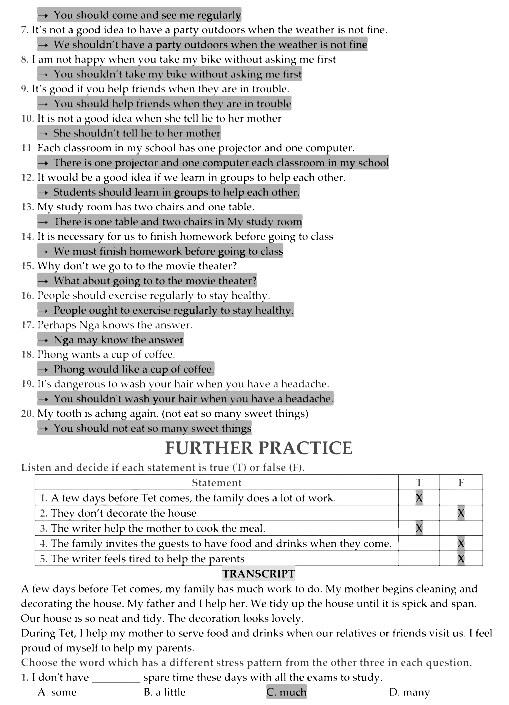 → You should come and see me regularly
7. It's not a good idea to have a party outdoors when the weather is not fine.
→ We shouldn't have a party outdoors when the weather is not fine
8. I am not happy when you take my bike without asking me first
→ You shouldn't take my bike without asking me first
9. It's good if you help friends when they are in trouble.
→ You should help friends when they are in trouble
10. It is not a good idea when she tell lie to her mother
→ She shouldn't tell lie to her mother
11 Each classroom in my school has one projector and one computer.
→ There is one projector and one computer each classroom in my school
12. It would be a good idea if we learn in groups to help each other.
→ Students should learn in groups to help each other.
13. My study room has two chairs and one table.
→ There is one table and two chairs in My study room
14. It is necessary for us to finish homework before going to class
→ We must finish homework before going to class
15. Why don't we go to to the movie theater?
→ What about going to to the movie theater?
16. People should exercise regularly to stay healthy.
→ People ought to exercise regularly to stay healthy.
17. Perhaps Nga knows the answer.
→ Nga may know the answer
18. Phong wants a cup of coffee.
→ Phong would like a cup of coffee.
19. It's dangerous to wash your hair when you have a headache.
→ You shouldn't wash your hair when you have a headache.
20. My tooth is aching again. (not eat so many sweet things)
→ You should not eat so many sweet things
FURTHER PRACTICE
Listen and decide if each statement is true (T) or false (F).
Statement T F
1. A few days before Tet comes, the family does a lot of work. X
2. They don't decorate the house X
3. The writer help the mother to cook the meal. X
4. The family invites the guests to have food and drinks when they come. X
5. The writer feels tired to help the parents X
TRANSCRIPT
A few days before Tet comes, my family has much work to do. My mother begins cleaning and
decorating the house. My father and I help her. We tidy up the house until it is spick and span.
Our house is so neat and tidy. The decoration looks lovely.
During Tet, I help my mother to serve food and drinks when our relatives or friends visit us. I feel
proud of myself to help my parents.
Choose the word which has a different stress pattern from the other three in each question.
1. I don't have _________ spare time these days with all the exams to study.
A. some B. a little C. much D. many